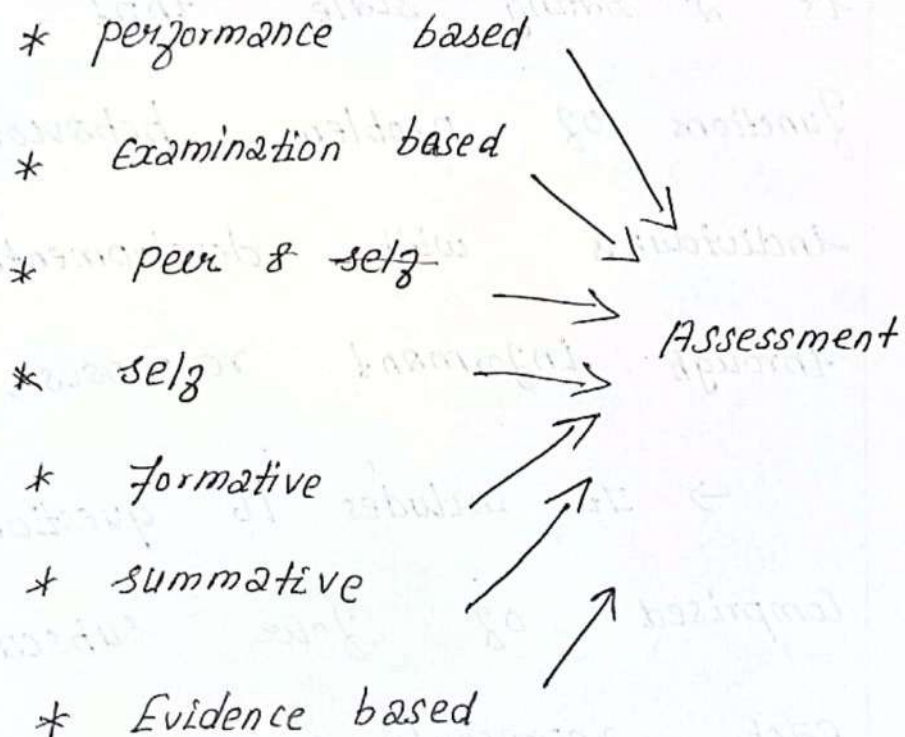 * performance based
* Examination based
* peer & self
* self
Assessment
* formative
* summative
* Evidence based